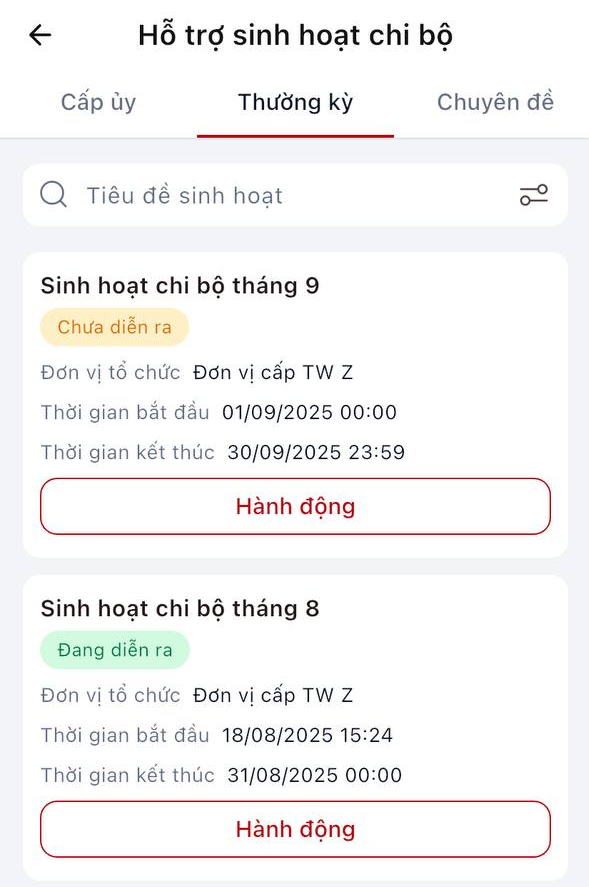 Hỗ trợ sinh hoạt chi bộ
Cấp ủy Thường kỳ Chuyên đề
Tiêu đề sinh hoạt
Sinh hoạt chi bộ tháng 9
Chưa diễn ra
Đơn vị tổ chức Đơn vị cấp TW Z
Thời gian bắt đầu 01/09/2025 00:00
Thời gian kết thúc 30/09/2025 23:59
Hành động
Sinh hoạt chi bộ tháng 8
Đang diễn ra
Đơn vị tổ chức Đơn vị cấp TW Z
Thời gian bắt đầu 18/08/2025 15:24
Thời gian kết thúc 31/08/2025 00:00
Hành động